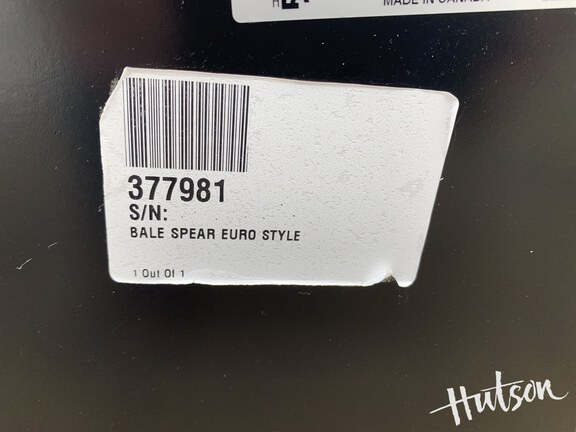 MADE IN CANADA
377981
S/N:
BALE SPEAR EURO STYLE
1 Out Of 1
Hutson